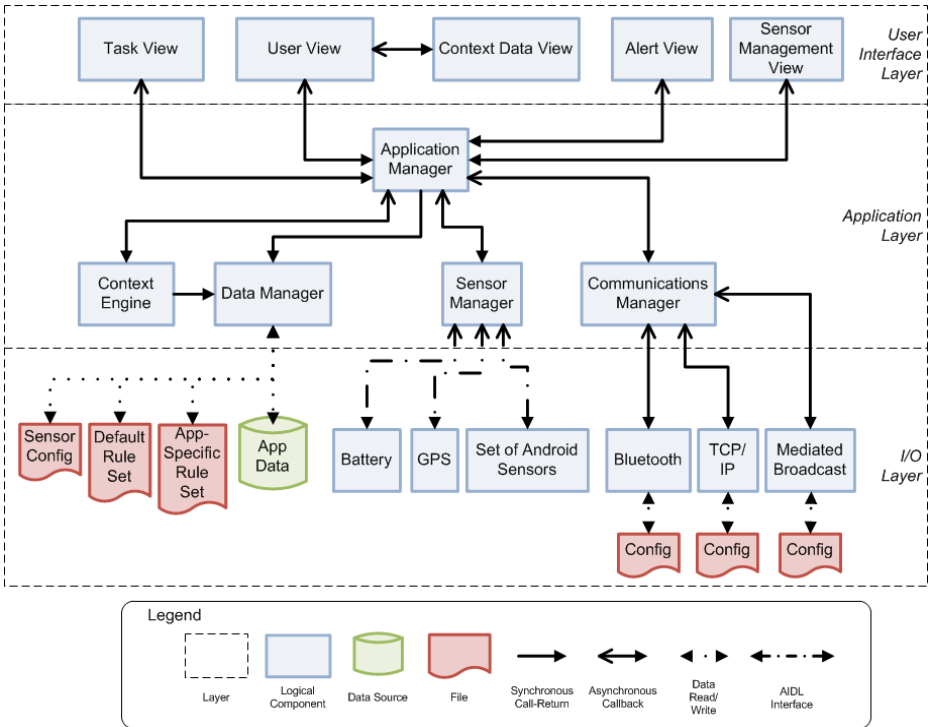 Task View
User View
Context Data View
Alert View
Sensor
Management
View
User
Interface
Layer
Application
Manager
Application
Layer
Context
Engine
Data Manager
Sensor
Manager
Communications
Manager
Sensor
Config
Default
Rule
Set
App-
Specific
Rule
Set
App
Data
Battery
GPS
Set of Android
Sensors
Bluetooth
TCP/
IP
Mediated
Broadcast
I/O
Layer
Config
Config
Config
Legend
Layer
Logical
Component
Data Source
File
Synchronous
Call-Return
Asynchronous
Callback
Data
Read/
Write
AIDL
Interface